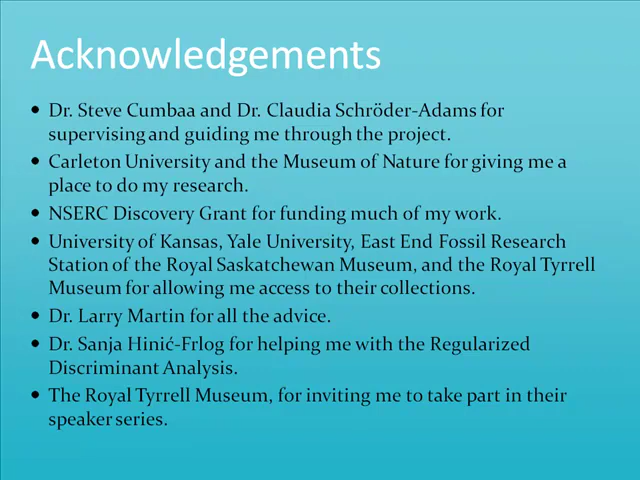 Acknowledgements
• Dr. Steve Cumbaa and Dr. Claudia Schröder-Adams for
supervising and guiding me through the project.
• Carleton University and the Museum of Nature for giving me a
place to do my research.
• NSERC Discovery Grant for funding much of my work.
• University of Kansas, Yale University, East End Fossil Research
Station of the Royal Saskatchewan Museum, and the Royal Tyrrell
Museum for allowing me access to their collections.
• Dr. Larry Martin for all the advice.
• Dr. Sanja Hinić-Frlog for helping me with the Regularized
Discriminant Analysis.
• The Royal Tyrrell Museum, for inviting me to take part in their
speaker series.